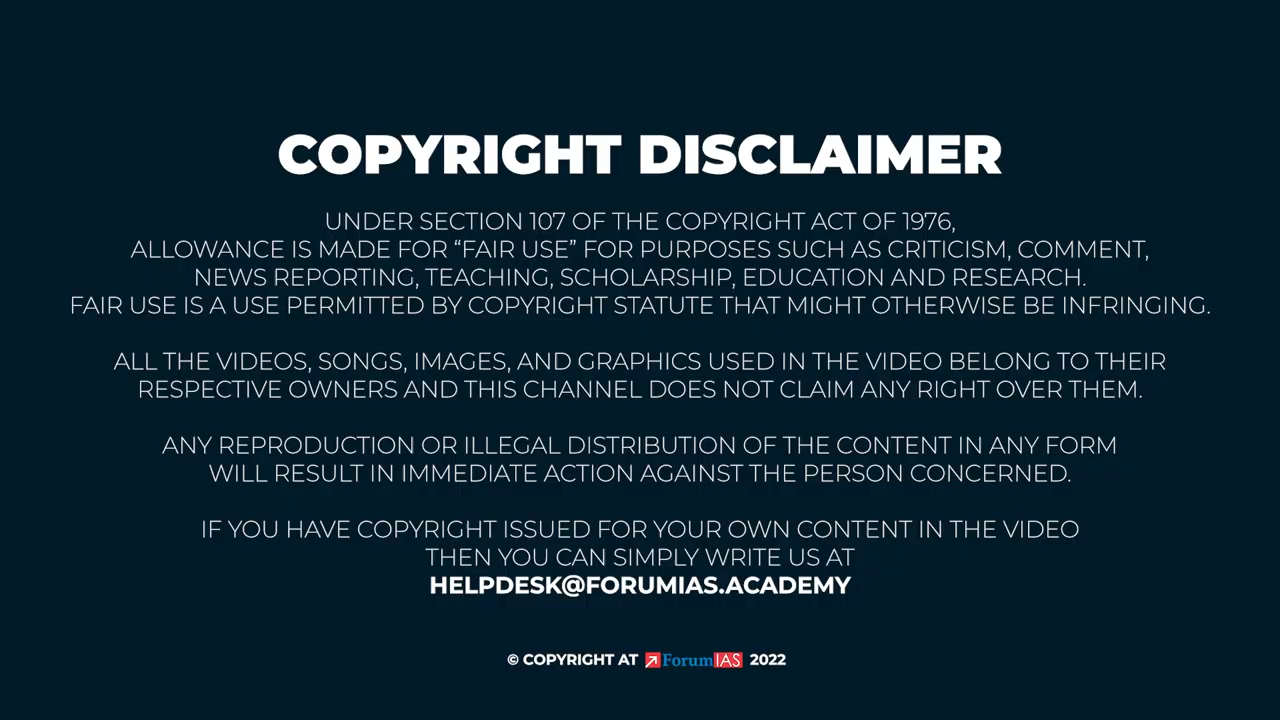 COPYRIGHT DISCLAIMER
UNDER SECTION 107 OF THE COPYRIGHT ACT OF 1976,
ALLOWANCE IS MADE FOR “FAIR USE” FOR PURPOSES SUCH AS CRITICISM, COMMENT,
NEWS REPORTING, TEACHING, SCHOLARSHIP, EDUCATION AND RESEARCH.
FAIR USE IS A USE PERMITTED BY COPYRIGHT STATUTE THAT MIGHT OTHERWISE BE INFRINGING.
ALL THE VIDEOS, SONGS, IMAGES, AND GRAPHICS USED IN THE VIDEO BELONG TO THEIR
RESPECTIVE OWNERS AND THIS CHANNEL DOES NOT CLAIM ANY RIGHT OVER THEM.
ANY REPRODUCTION OR ILLEGAL DISTRIBUTION OF THE CONTENT IN ANY FORM
WILL RESULT IN IMMEDIATE ACTION AGAINST THE PERSON CONCERNED.
IF YOU HAVE COPYRIGHT ISSUED FOR YOUR OWN CONTENT IN THE VIDEO
THEN YOU CAN SIMPLY WRITE US AT
HELPDESK@FORUMIAS.ACADEMY
© COPYRIGHT AT ForumIAS 2022